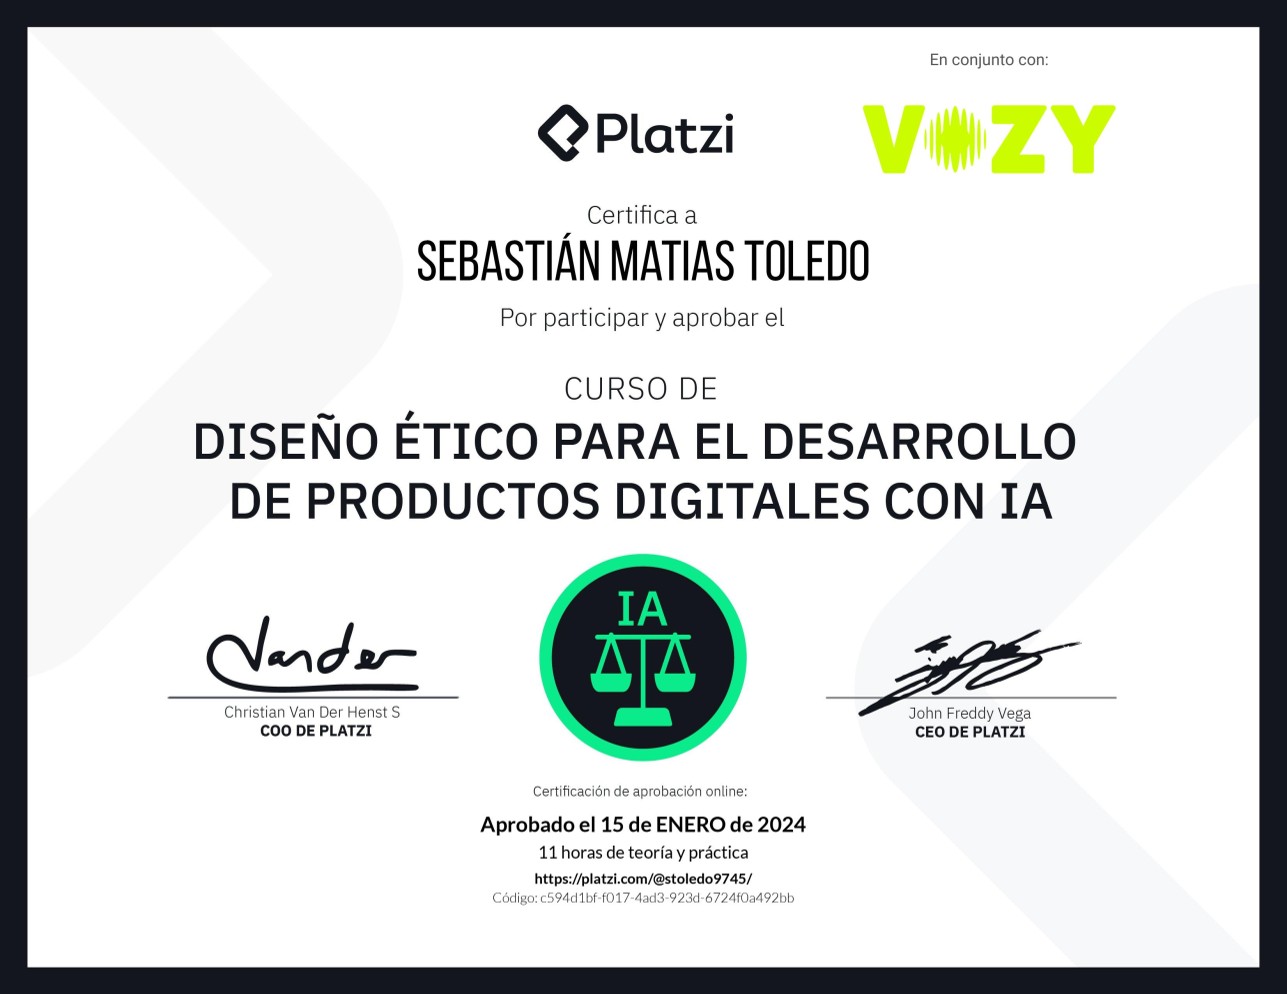 En conjunto con:
Platzi
VOZY
Certifica a
SEBASTIÁN MATIAS TOLEDO
Por participar y aprobar el
CURSO DE
DISEÑO ÉTICO PARA EL DESARROLLO
DE PRODUCTOS DIGITALES CON IA
IA
Vander
Christian Van Der Henst S
COO DE PLATZI
John Freddy Vega
CEO DE PLATZI
Certificación de aprobación online:
Aprobado el 15 de ENERO de 2024
11 horas de teoría y práctica
https://platzi.com/@stoledo9745/
Código: c594d1bf-f017-4ad3-923d-6724f0a492bb